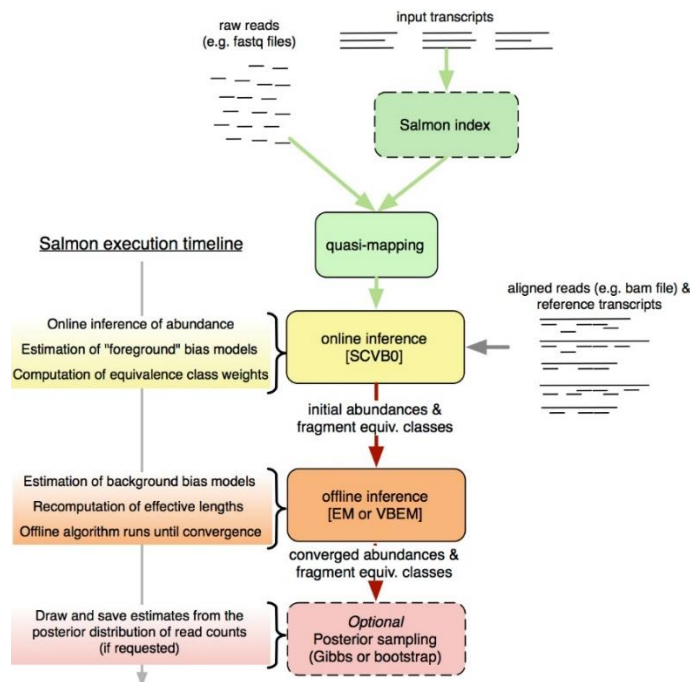 raw reads
(e.g. fastq files)
input transcripts
Salmon index
quasi-mapping
Salmon execution timeline
aligned reads (e.g. bam file) &
reference transcripts
Online inference of abundance
Estimation of "foreground" bias models
Computation of equivalence class weights
online inference
[SCVB0]
initial abundances &
fragment equiv. classes
Estimation of background bias models
Recomputation of effective lengths
Offline algorithm runs until convergence
offline inference
[EM or VBEM]
converged abundances &
fragment equiv. classes
Draw and save estimates from the
posterior distribution of read counts
(if requested)
Optional
Posterior sampling
(Gibbs or bootstrap)